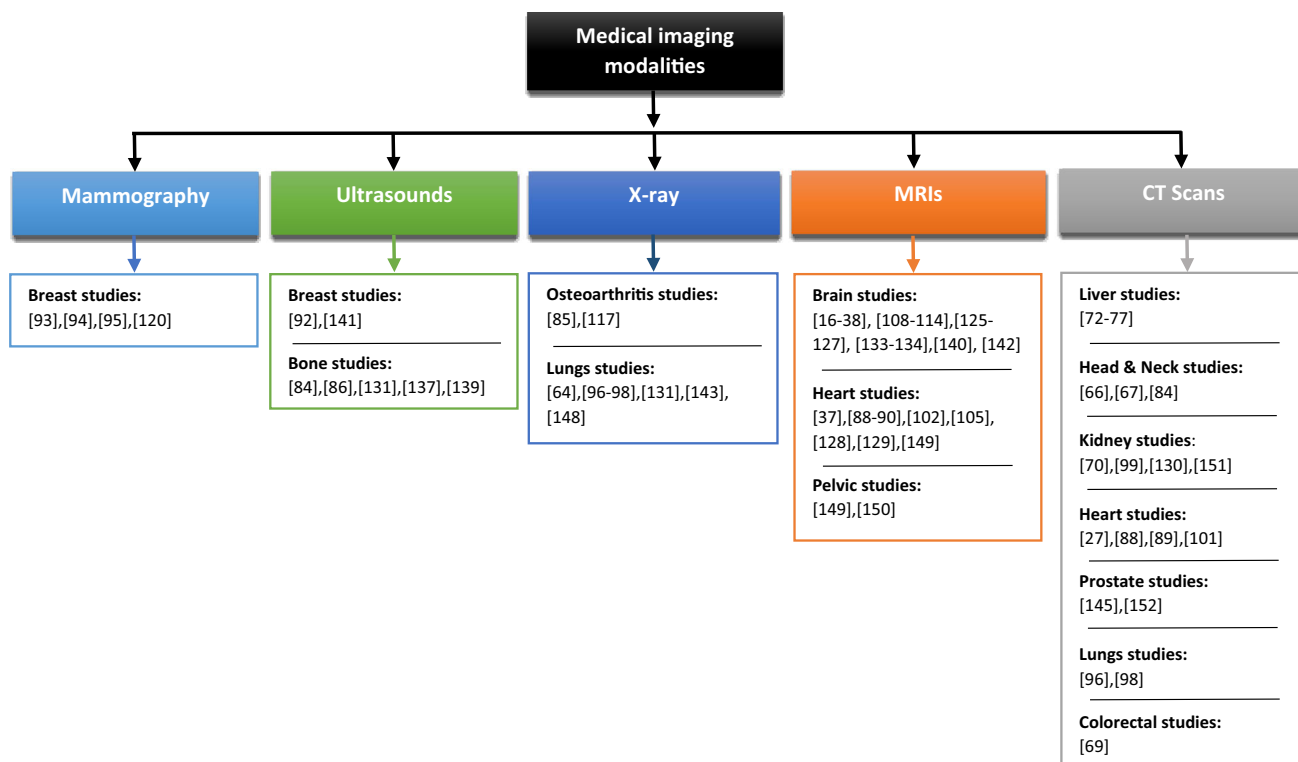 Medical imaging
modalities
Mammography
Ultrasounds
X-ray
MRIs
CT Scans
Breast studies:
[93],[94],[95],[120]
Breast studies:
[92],[141]
Bone studies:
[84],[86],[131],[137],[139]
Osteoarthritis studies:
[85],[117]
Lungs studies:
[64],[96-98],[131],[143],
[148]
Brain studies:
[16-38], [108-114],[125-
127], [133-134],[140], [142]
Heart studies:
[37],[88-90],[102],[105],
[128],[129],[149]
Pelvic studies:
[149],[150]
Liver studies:
[72-77]
Head & Neck studies:
[66],[67],[84]
Kidney studies:
[70],[99],[130],[151]
Heart studies:
[27],[88],[89],[101]
Prostate studies:
[145],[152]
Lungs studies:
[96],[98]
Colorectal studies:
[69]